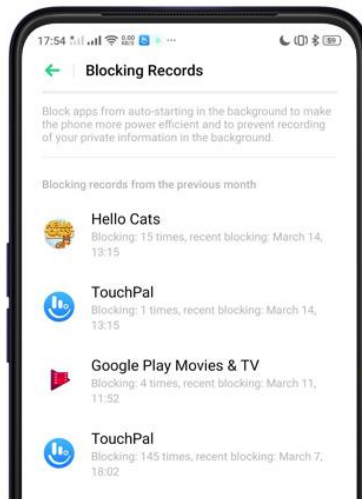 17:54 0.00 KB/S ... 59
Blocking Records
Block apps from auto-starting in the background to make
the phone more power efficient and to prevent recording
of your private information in the background.
Blocking records from the previous month
Hello Cats
Blocking: 15 times, recent blocking: March 14,
13:15
TouchPal
Blocking: 1 times, recent blocking: March 14,
13:15
Google Play Movies & TV
Blocking: 4 times, recent blocking: March 11,
11:52
TouchPal
Blocking: 145 times, recent blocking: March 7,
18:02